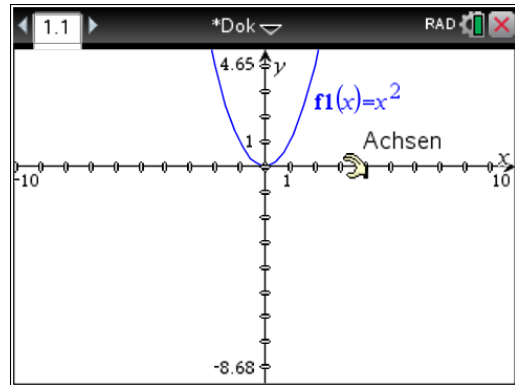 1.1 *Dok RAD
4.65 y
f1(x)=x²
1
Achsen
x
-10 1 10
-8.68